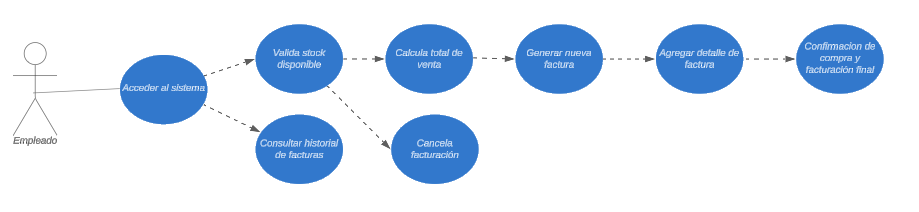 Empleado
Acceder al sistema
Valida stock
disponible
Consultar historial
de facturas
Calcula total de
venta
Cancela
facturación
Generar nueva
factura
Agregar detalle de
factura
Confirmacion de
compra y
facturación final